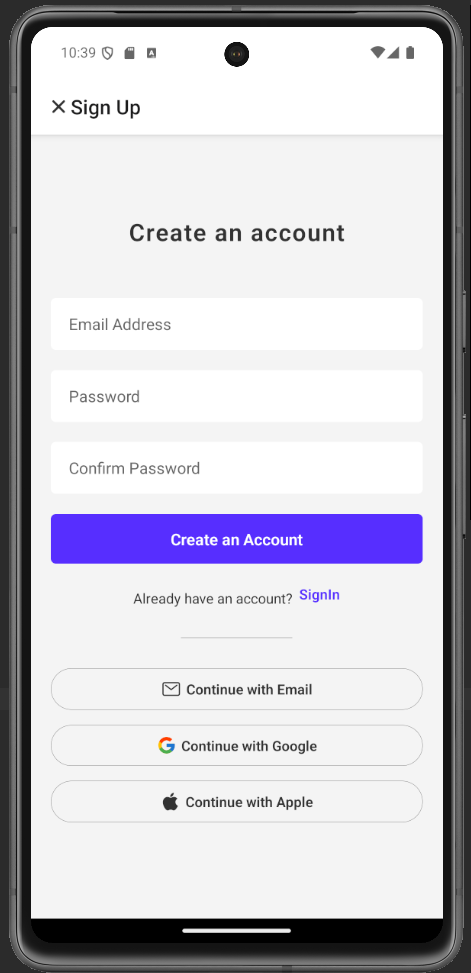 10:39
Sign Up
Create an account
Email Address
Password
Confirm Password
Create an Account
Already have an account? SignIn
Continue with Email
Continue with Google
Continue with Apple